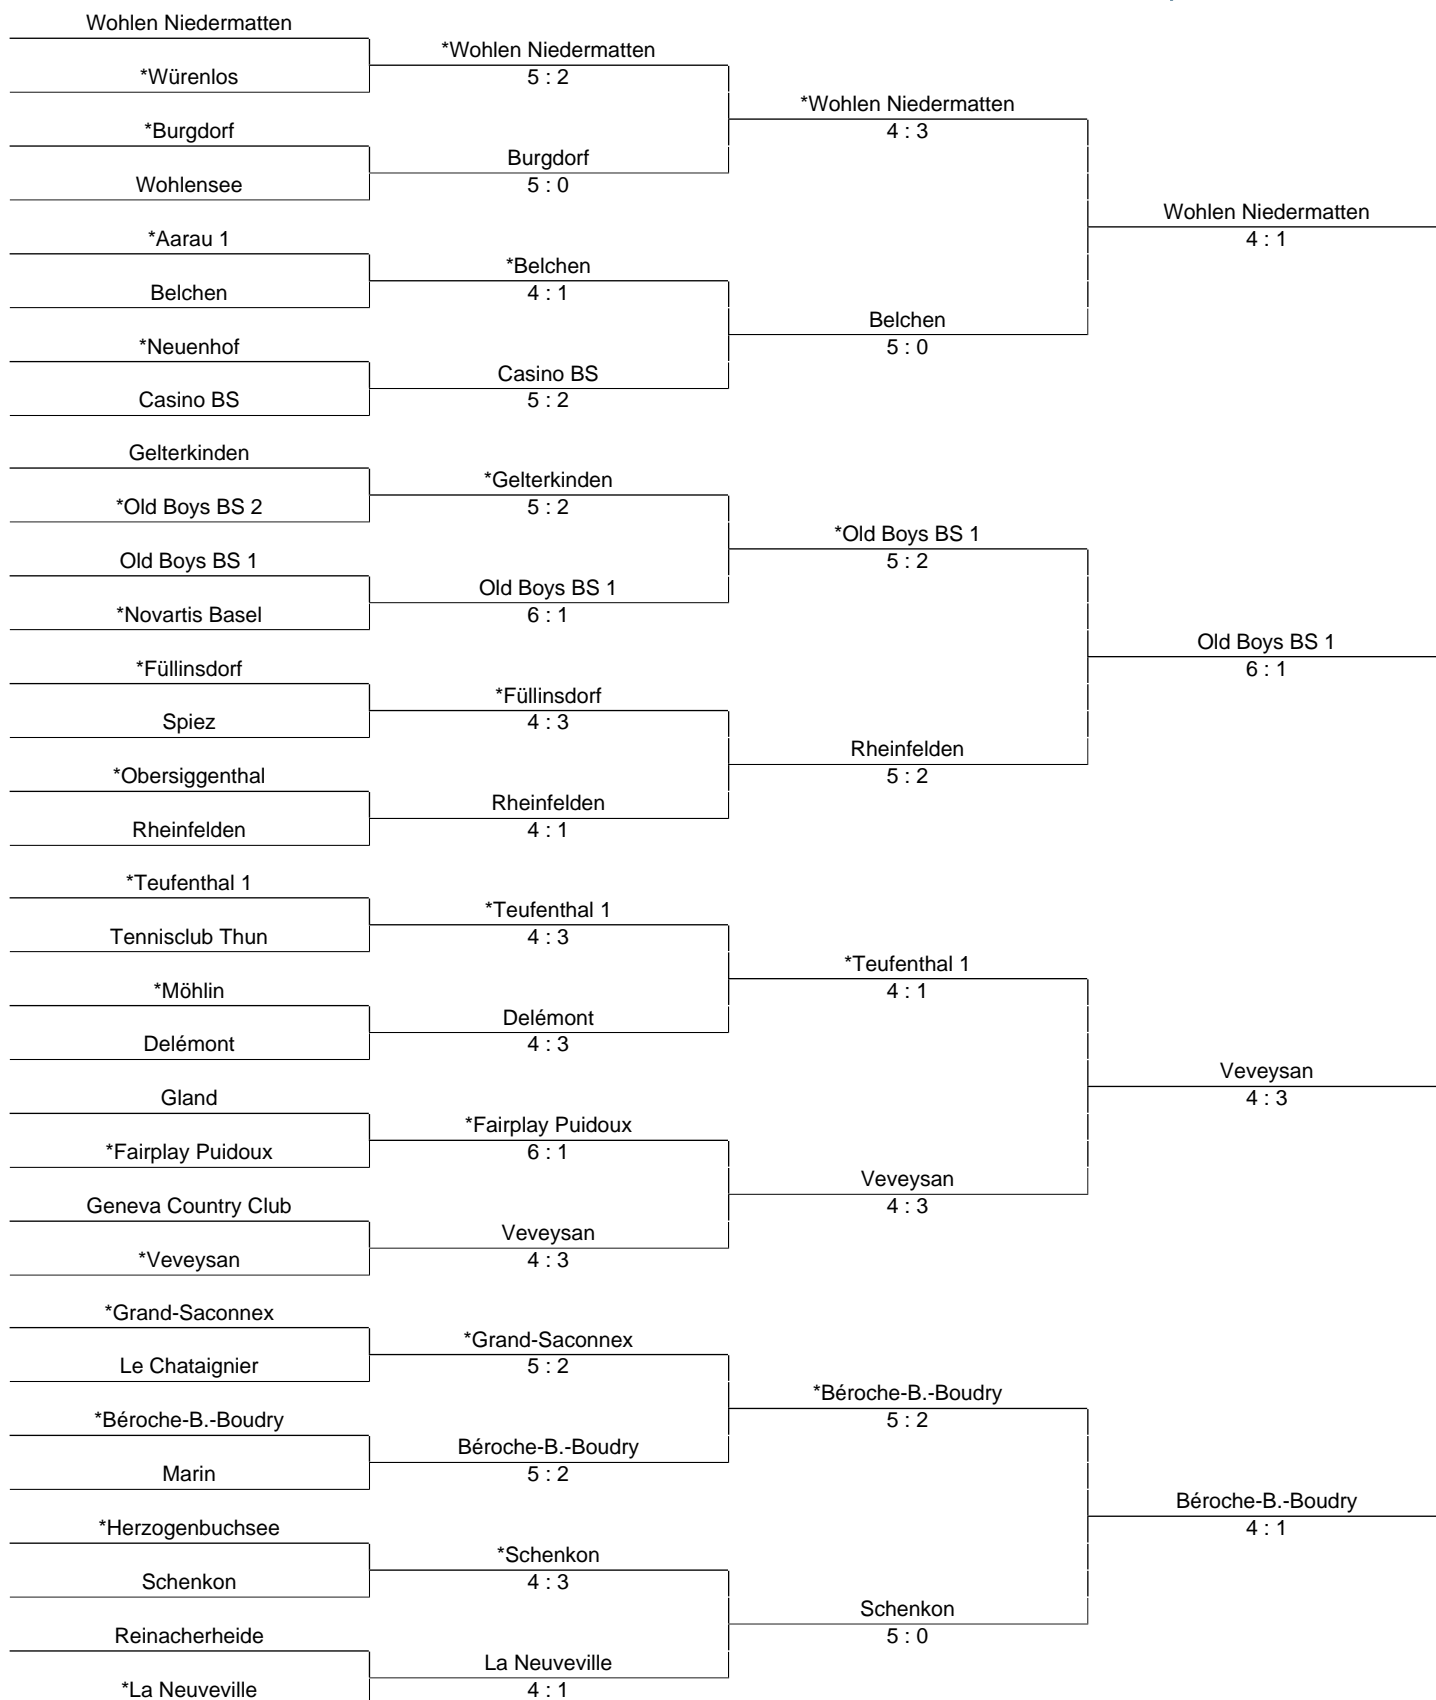 Wohlen Niedermatten
*Wohlen Niedermatten
*Würenlos
5 : 2
*Wohlen Niedermatten
*Burgdorf
4 : 3
Burgdorf
Wohlensee
5 : 0
Wohlen Niedermatten
*Aarau 1
4 : 1
*Belchen
Belchen
4 : 1
Belchen
*Neuenhof
5 : 0
Casino BS
Casino BS
5 : 2
Gelterkinden
*Gelterkinden
*Old Boys BS 2
5 : 2
*Old Boys BS 1
Old Boys BS 1
5 : 2
Old Boys BS 1
*Novartis Basel
6 : 1
Old Boys BS 1
*Füllinsdorf
6 : 1
*Füllinsdorf
Spiez
4 : 3
Rheinfelden
*Obersiggenthal
5 : 2
Rheinfelden
Rheinfelden
4 : 1
*Teufenthal 1
*Teufenthal 1
Tennisclub Thun
4 : 3
*Teufenthal 1
*Möhlin
4 : 1
Delémont
Delémont
4 : 3
Veveysan
Gland
4 : 3
*Fairplay Puidoux
*Fairplay Puidoux
6 : 1
Veveysan
Geneva Country Club
4 : 3
Veveysan
*Veveysan
4 : 3
*Grand-Saconnex
*Grand-Saconnex
Le Chataignier
5 : 2
*Béroche-B.-Boudry
*Béroche-B.-Boudry
5 : 2
Béroche-B.-Boudry
Marin
5 : 2
Béroche-B.-Boudry
*Herzogenbuchsee
4 : 1
*Schenkon
Schenkon
4 : 3
Schenkon
Reinacherheide
5 : 0
La Neuveville
*La Neuveville
4 : 1